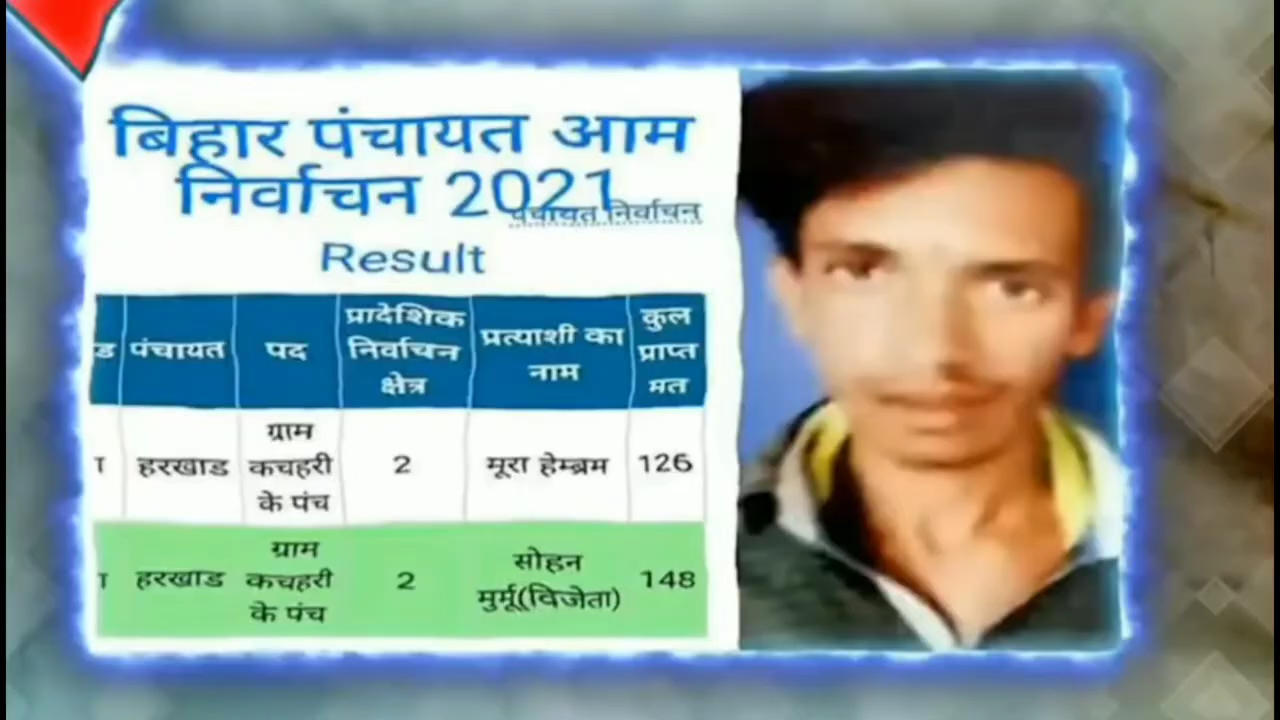 बिहार पंचायत आम
निर्वाचन 2021
पंचायत निर्वाचन
Result
पंचायत पद प्रादेशिक निर्वाचन क्षेत्र प्रत्याशी का नाम कुल प्राप्त मत
हरखाड ग्राम कचहरी के पंच 2 मूरा हेम्ब्रम 126
हरखाड ग्राम कचहरी के पंच 2 सोहन मुर्मू(विजेता) 148